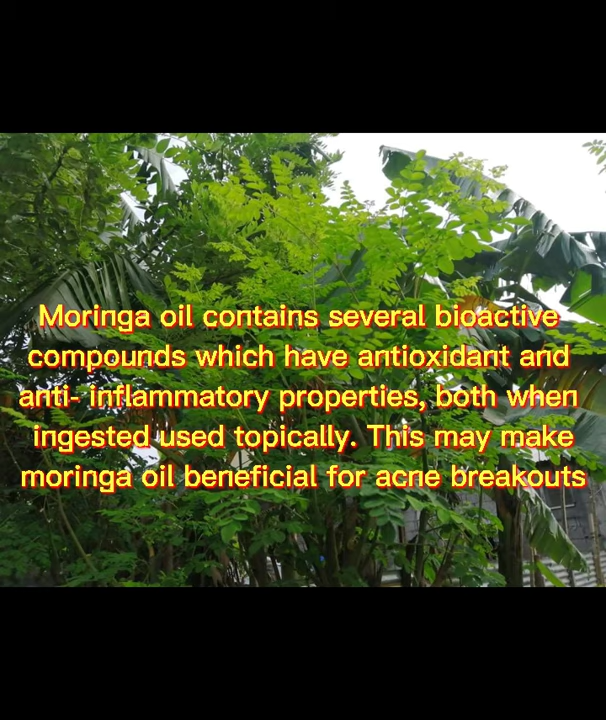 Moringa oil contains several bioactive
compounds which have antioxidant and
anti- inflammatory properties, both when
ingested used topically. This may make
moringa oil beneficial for acne breakouts